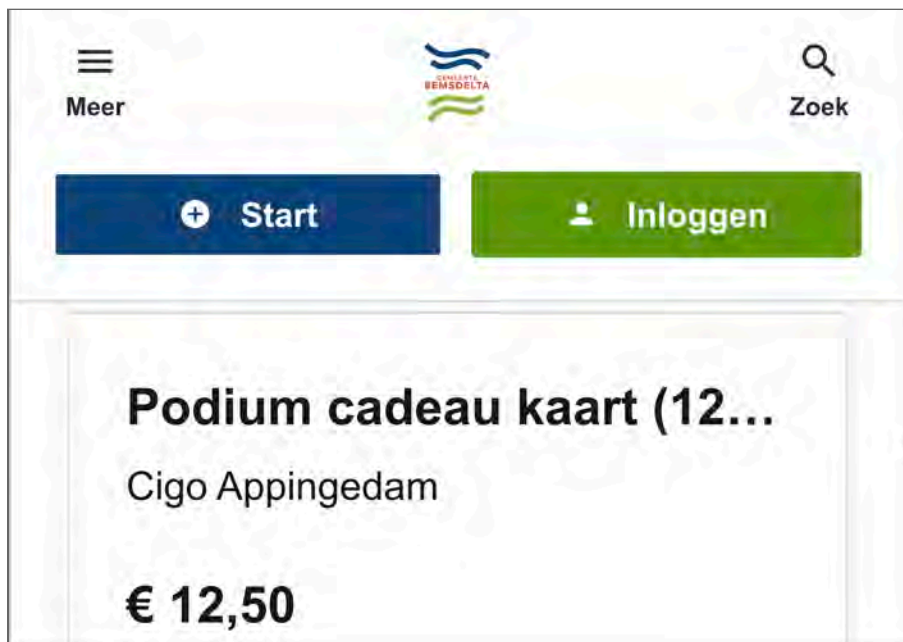 Meer
GEMEENTE
EEMSDELTA
Zoek
Start
Inloggen
Podium cadeau kaart (12...
Cigo Appingedam
€ 12,50